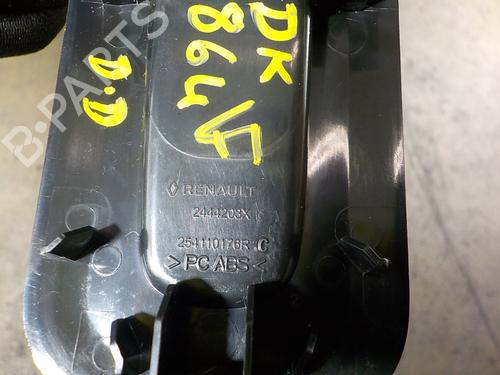 B-PARTS
D.D
DK
864
RENAULT
2444203X
254110176R C
>PC ABS<